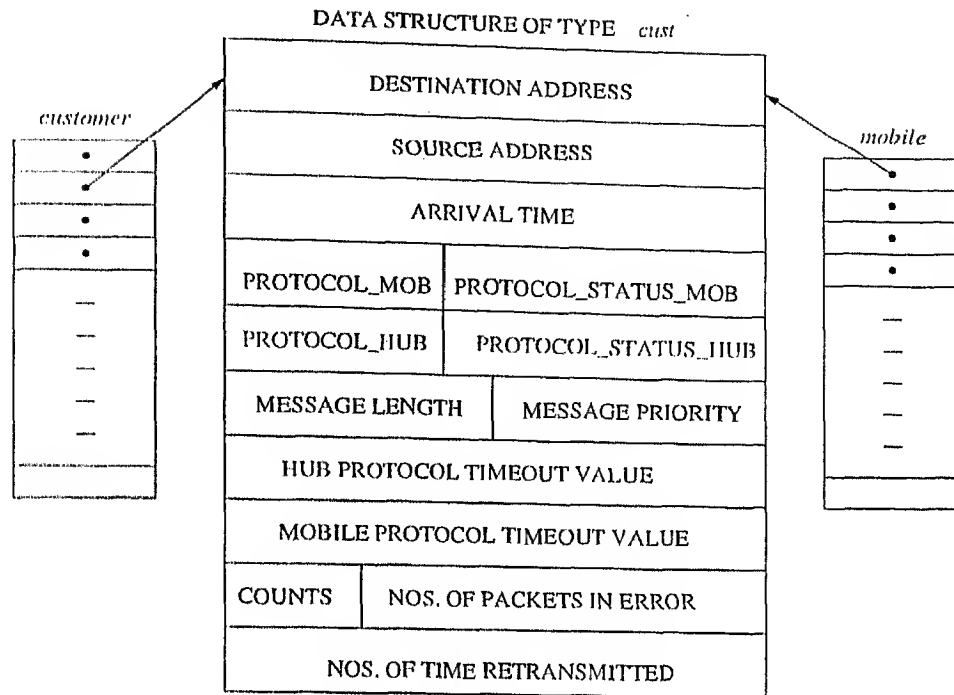 DATA STRUCTURE OF TYPE cust
customer
mobile
DESTINATION ADDRESS
SOURCE ADDRESS
ARRIVAL TIME
PROTOCOL_MOB PROTOCOL_STATUS_MOB
PROTOCOL_HUB PROTOCOL_STATUS_HUB
MESSAGE LENGTH MESSAGE PRIORITY
HUB PROTOCOL TIMEOUT VALUE
MOBILE PROTOCOL TIMEOUT VALUE
COUNTS NOS. OF PACKETS IN ERROR
NOS. OF TIME RETRANSMITTED